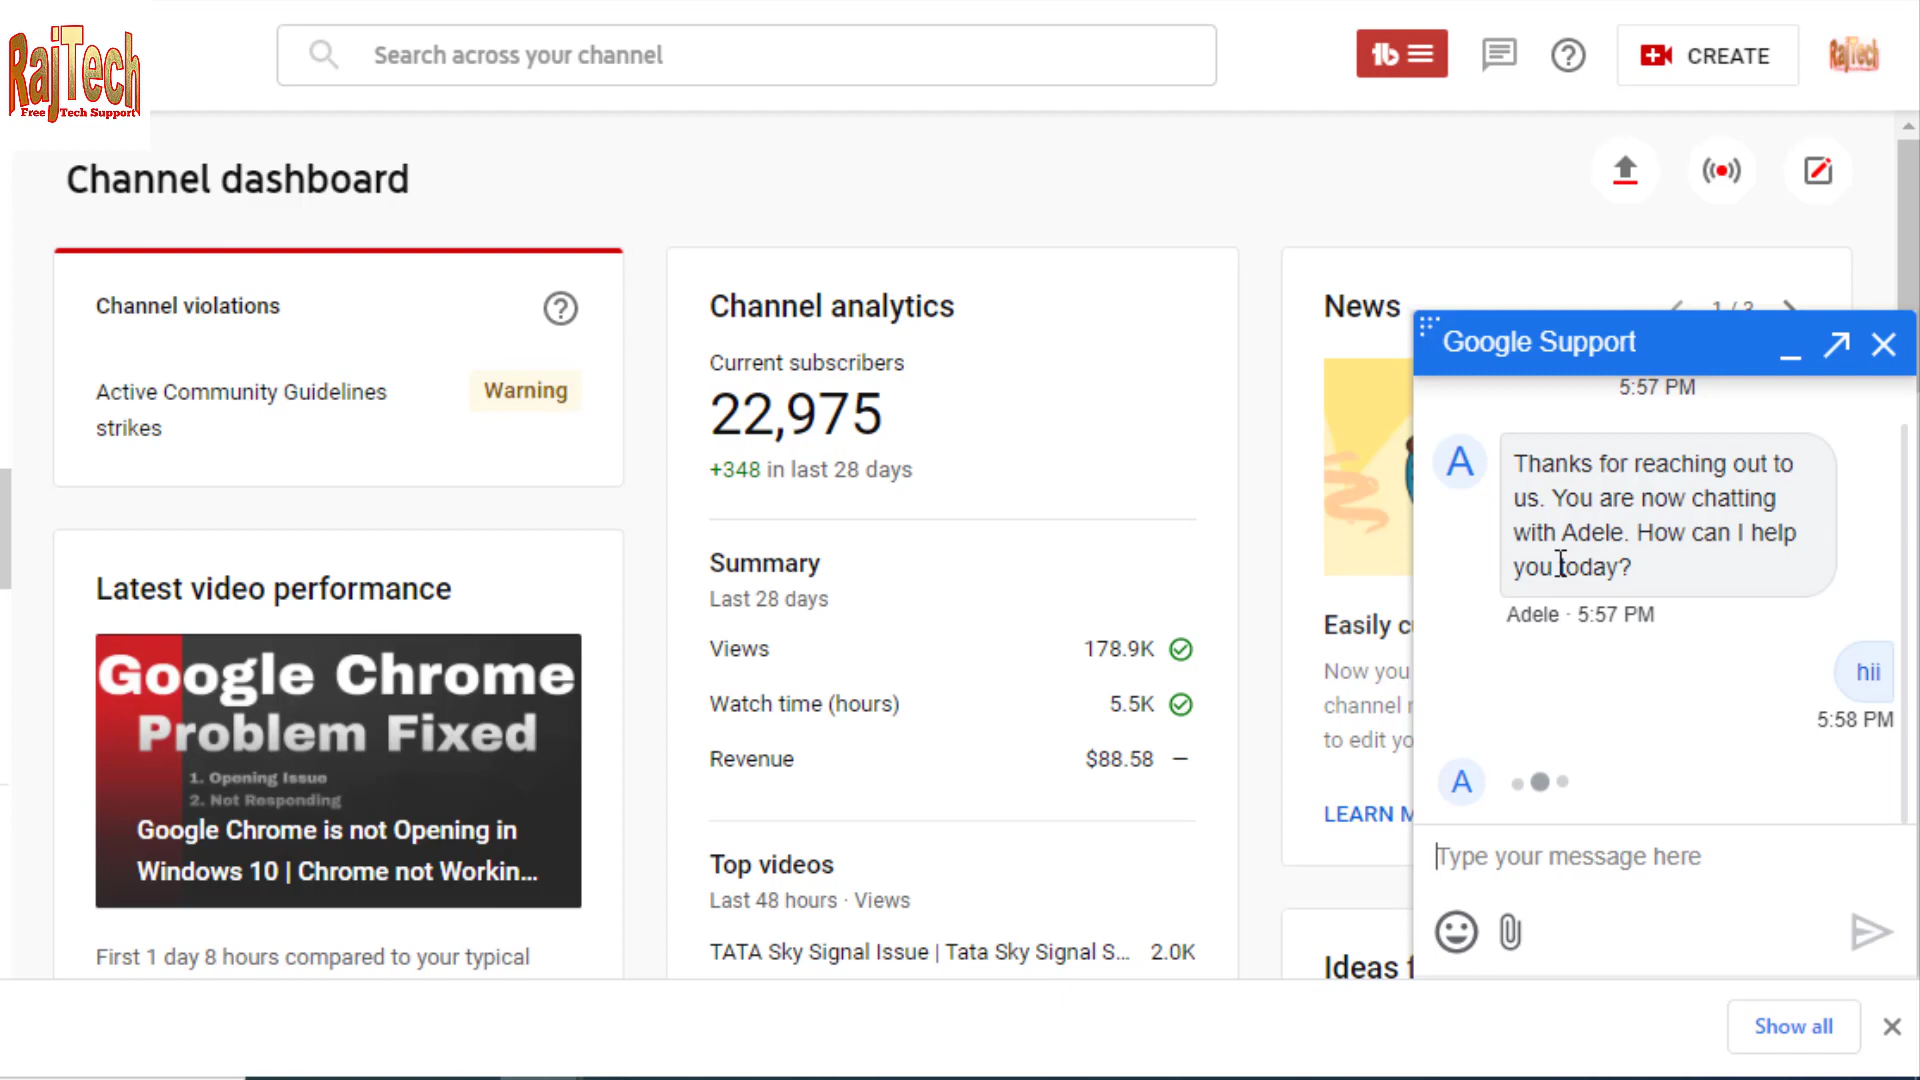 RajTech
Free Tech Support
Search across your channel
CREATE
RajTech
Channel dashboard
Channel violations
Active Community Guidelines
strikes
Warning
Latest video performance
Google Chrome
Problem Fixed
1. Opening Issue
2. Not Responding
Google Chrome is not Opening in
Windows 10 | Chrome not Workin...
First 1 day 8 hours compared to your typical
Channel analytics
Current subscribers
22,975
+348 in last 28 days
Summary
Last 28 days
Views 178.9K
Watch time (hours) 5.5K
Revenue $88.58 —
Top videos
Last 48 hours · Views
TATA Sky Signal Issue | Tata Sky Signal S... 2.0K
News
1 / 3
Easily c
Now you
channel
to edit yo
LEARN M
Ideas f
Google Support
5:57 PM
A
Thanks for reaching out to
us. You are now chatting
with Adele. How can I help
you today?
Adele · 5:57 PM
hii
5:58 PM
A
Type your message here
Show all